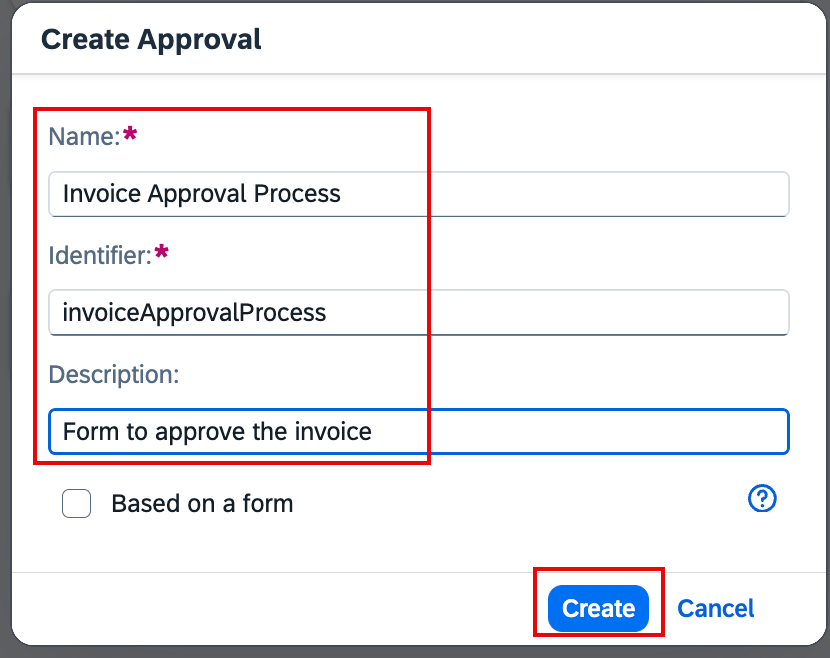 Create Approval
Name:*
Invoice Approval Process
Identifier:*
invoiceApprovalProcess
Description:
Form to approve the invoice
Based on a form
?
Create Cancel